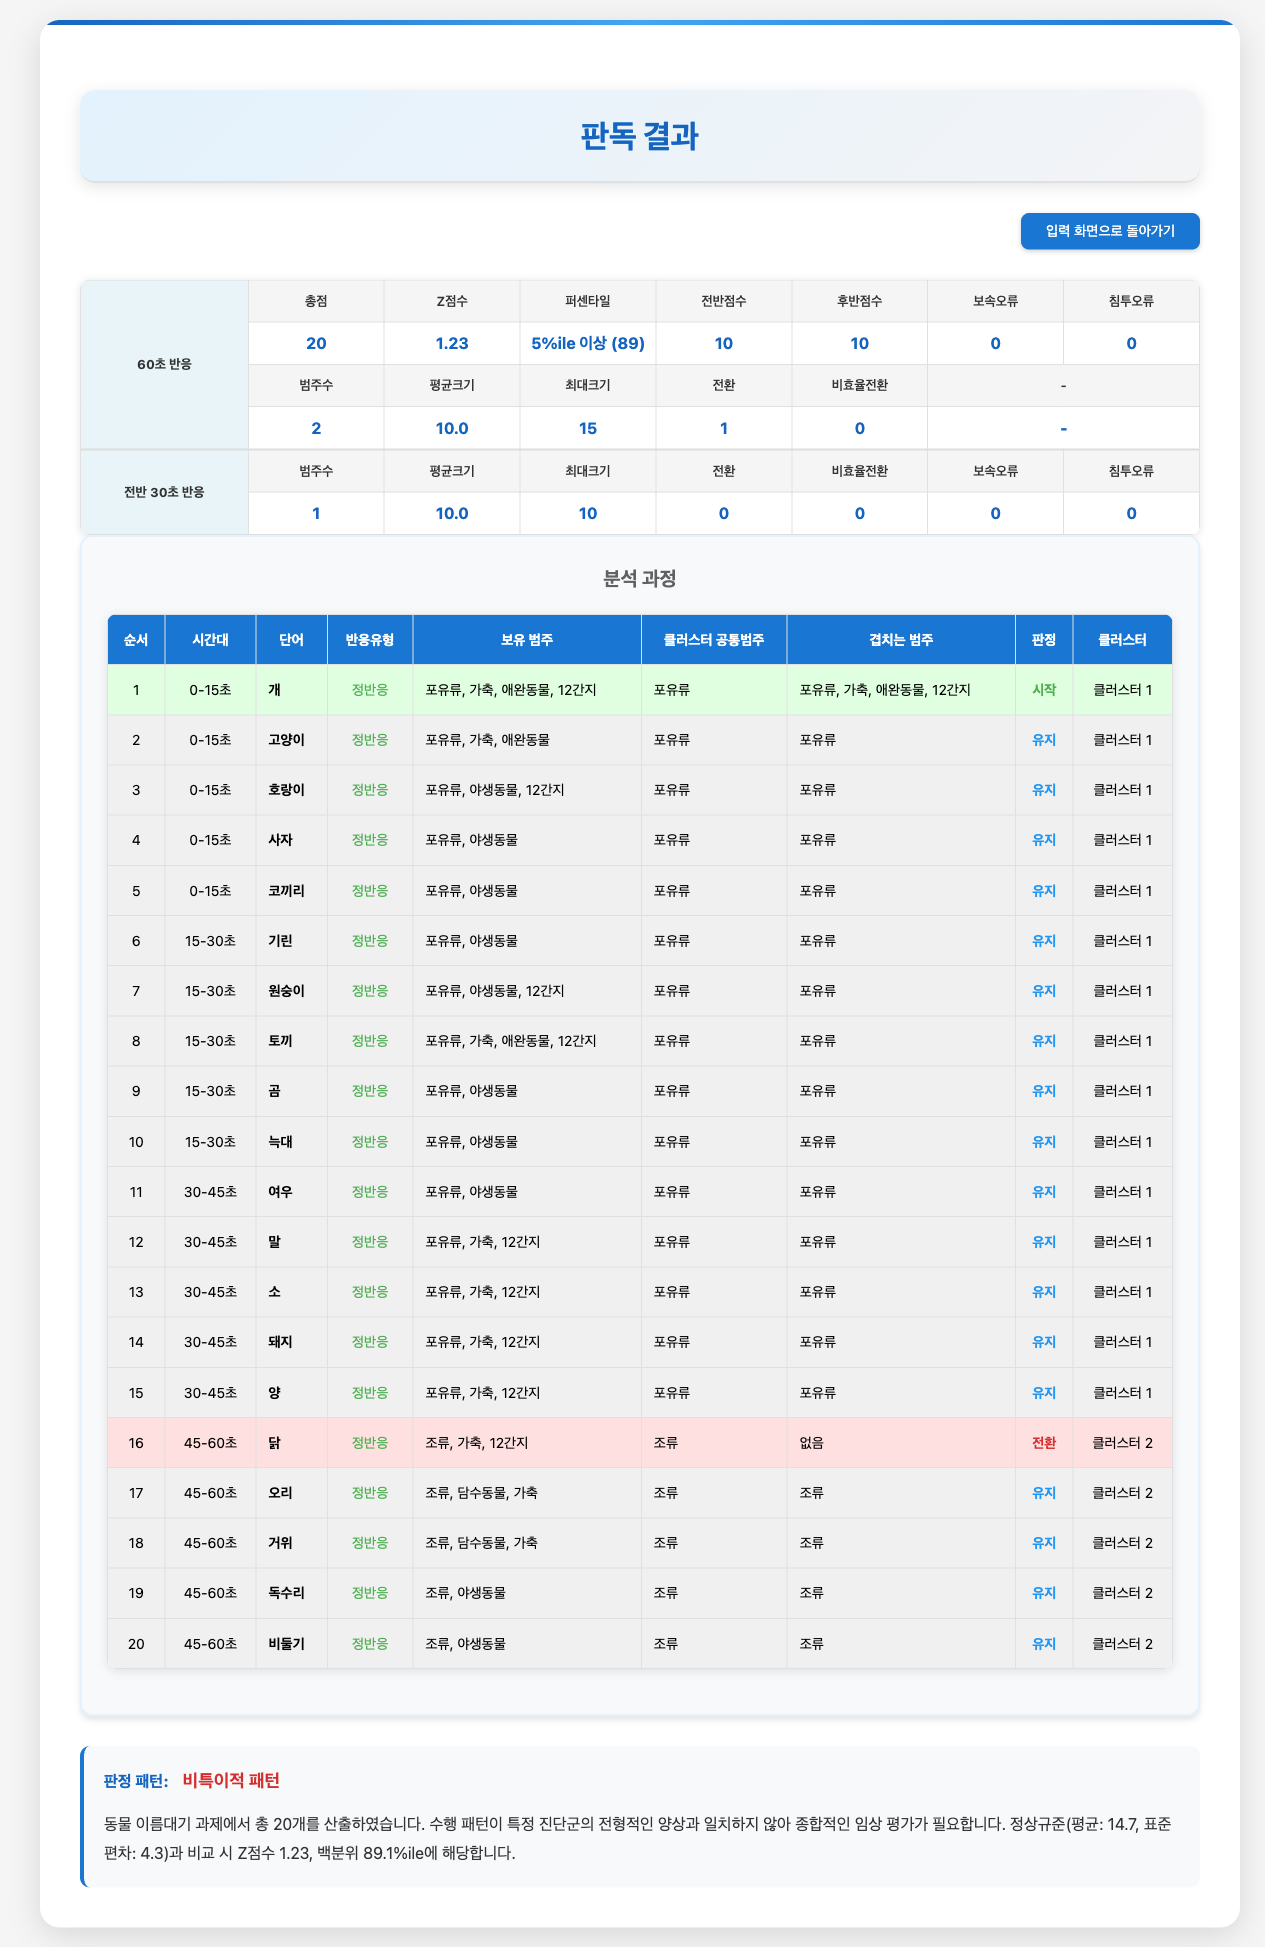 판독 결과
입력 화면으로 돌아가기
60초 반응
총점 Z점수 퍼센타일 전반점수 후반점수 보속오류 침투오류
20 1.23 5%ile 이상 (89) 10 10 0 0
범주수 평균크기 최대크기 전환 비효율전환 -
2 10.0 15 1 0 -
전반 30초 반응
범주수 평균크기 최대크기 전환 비효율전환 보속오류 침투오류
1 10.0 10 0 0 0 0
분석 과정
순서 시간대 단어 반응유형 보유 범주 클러스터 공통범주 겹치는 범주 판정 클러스터
1 0-15초 개 정반응 포유류, 가축, 애완동물, 12간지 포유류 포유류, 가축, 애완동물, 12간지 시작 클러스터 1
2 0-15초 고양이 정반응 포유류, 가축, 애완동물 포유류 포유류 유지 클러스터 1
3 0-15초 호랑이 정반응 포유류, 야생동물, 12간지 포유류 포유류 유지 클러스터 1
4 0-15초 사자 정반응 포유류, 야생동물 포유류 포유류 유지 클러스터 1
5 0-15초 코끼리 정반응 포유류, 야생동물 포유류 포유류 유지 클러스터 1
6 15-30초 기린 정반응 포유류, 야생동물 포유류 포유류 유지 클러스터 1
7 15-30초 원숭이 정반응 포유류, 야생동물, 12간지 포유류 포유류 유지 클러스터 1
8 15-30초 토끼 정반응 포유류, 가축, 애완동물, 12간지 포유류 포유류 유지 클러스터 1
9 15-30초 곰 정반응 포유류, 야생동물 포유류 포유류 유지 클러스터 1
10 15-30초 늑대 정반응 포유류, 야생동물 포유류 포유류 유지 클러스터 1
11 30-45초 여우 정반응 포유류, 야생동물 포유류 포유류 유지 클러스터 1
12 30-45초 말 정반응 포유류, 가축, 12간지 포유류 포유류 유지 클러스터 1
13 30-45초 소 정반응 포유류, 가축, 12간지 포유류 포유류 유지 클러스터 1
14 30-45초 돼지 정반응 포유류, 가축, 12간지 포유류 포유류 유지 클러스터 1
15 30-45초 양 정반응 포유류, 가축, 12간지 포유류 포유류 유지 클러스터 1
16 45-60초 닭 정반응 조류, 가축, 12간지 조류 없음 전환 클러스터 2
17 45-60초 오리 정반응 조류, 담수동물, 가축 조류 조류 유지 클러스터 2
18 45-60초 거위 정반응 조류, 담수동물, 가축 조류 조류 유지 클러스터 2
19 45-60초 독수리 정반응 조류, 야생동물 조류 조류 유지 클러스터 2
20 45-60초 비둘기 정반응 조류, 야생동물 조류 조류 유지 클러스터 2
판정 패턴: 비특이적 패턴
동물 이름대기 과제에서 총 20개를 산출하였습니다. 수행 패턴이 특정 진단군의 전형적인 양상과 일치하지 않아 종합적인 임상 평가가 필요합니다. 정상규준(평균: 14.7, 표준
편차: 4.3)과 비교 시 Z점수 1.23, 백분위 89.1%ile에 해당합니다.